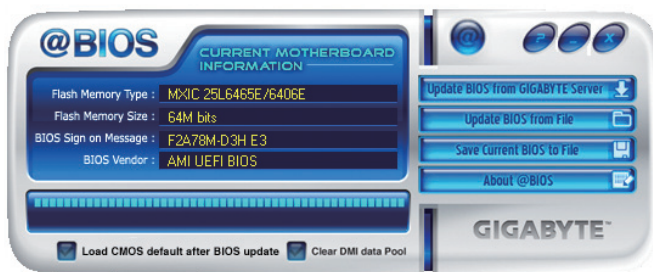 @BIOS
CURRENT MOTHERBOARD
INFORMATION
Flash Memory Type : MXIC 25L6465E/6406E
Flash Memory Size : 64M bits
BIOS Sign on Message : F2A78M-D3H E3
BIOS Vendor : AMI UEFI BIOS
Load CMOS default after BIOS update
Clear DMI data Pool
@
? _ X
Update BIOS from GIGABYTE Server
Update BIOS from File
Save Current BIOS to File
About @BIOS
GIGABYTE™